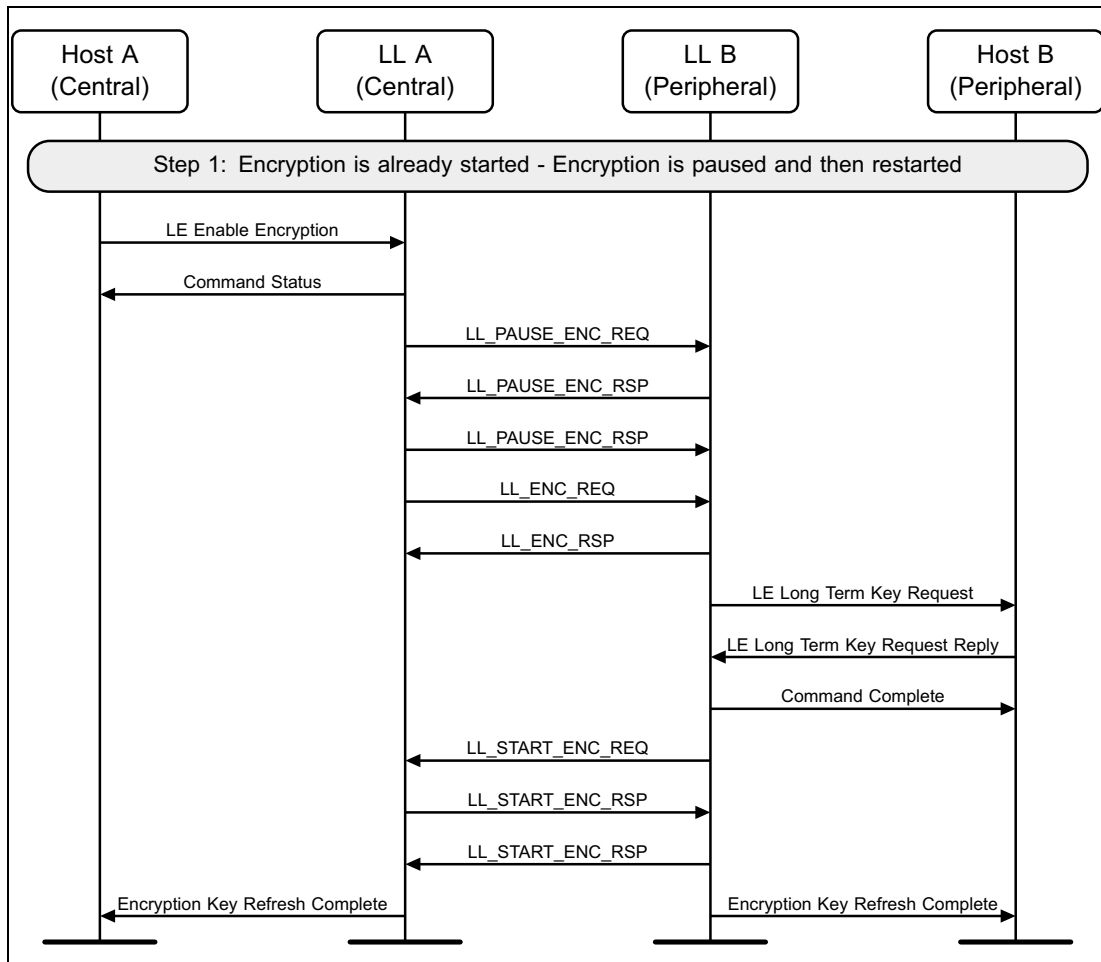 Host A
(Central)
LL A
(Central)
LL B
(Peripheral)
Host B
(Peripheral)
Step 1: Encryption is already started - Encryption is paused and then restarted
LE Enable Encryption
Command Status
LL_PAUSE_ENC_REQ
LL_PAUSE_ENC_RSP
LL_PAUSE_ENC_RSP
LL_ENC_REQ
LL_ENC_RSP
LE Long Term Key Request
LE Long Term Key Request Reply
Command Complete
LL_START_ENC_REQ
LL_START_ENC_RSP
LL_START_ENC_RSP
Encryption Key Refresh Complete
Encryption Key Refresh Complete